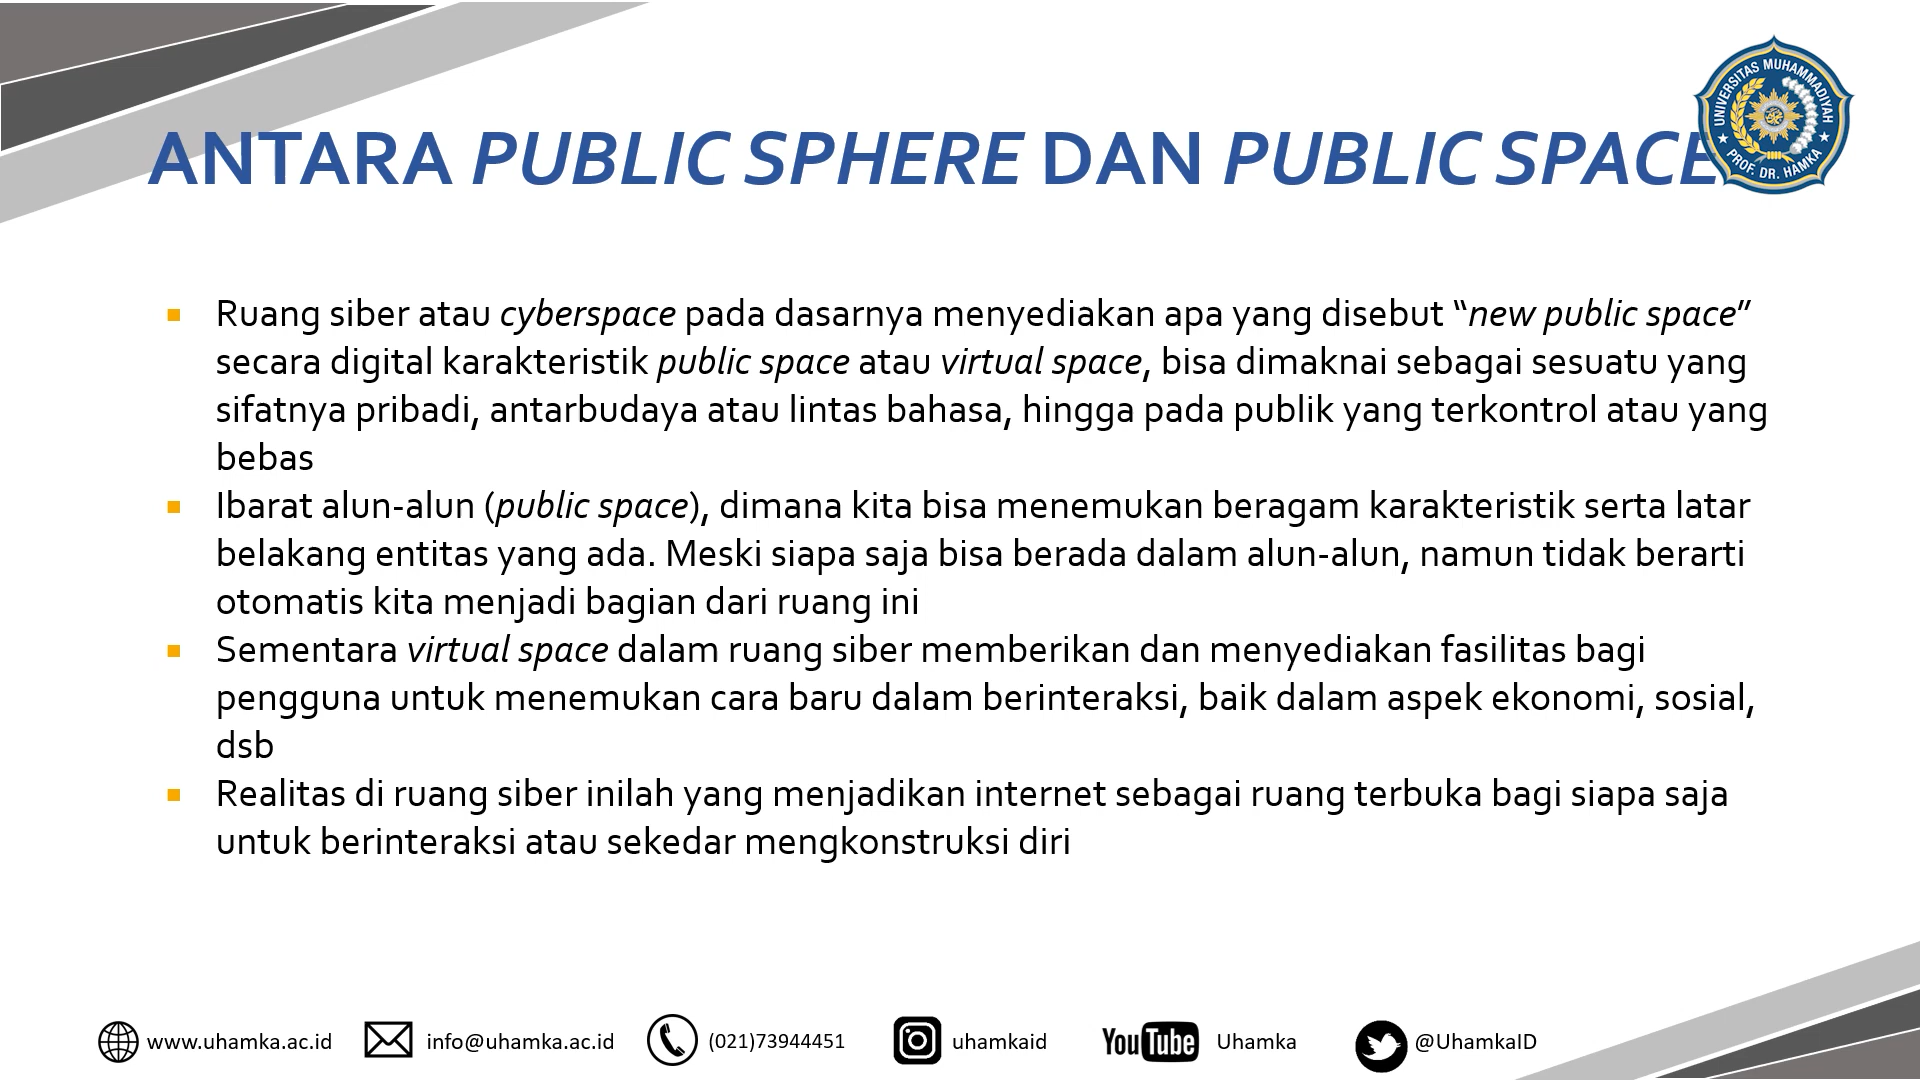 UNIVERSITAS MUHAMMADIYAH
PROF. DR. HAMKA
ANTARA PUBLIC SPHERE DAN PUBLIC SPACE
Ruang siber atau cyberspace pada dasarnya menyediakan apa yang disebut “new public space”
secara digital karakteristik public space atau virtual space, bisa dimaknai sebagai sesuatu yang
sifatnya pribadi, antarbudaya atau lintas bahasa, hingga pada publik yang terkontrol atau yang
bebas
Ibarat alun-alun (public space), dimana kita bisa menemukan beragam karakteristik serta latar
belakang entitas yang ada. Meski siapa saja bisa berada dalam alun-alun, namun tidak berarti
otomatis kita menjadi bagian dari ruang ini
Sementara virtual space dalam ruang siber memberikan dan menyediakan fasilitas bagi
pengguna untuk menemukan cara baru dalam berinteraksi, baik dalam aspek ekonomi, sosial,
dsb
Realitas di ruang siber inilah yang menjadikan internet sebagai ruang terbuka bagi siapa saja
untuk berinteraksi atau sekedar mengkonstruksi diri
www.uhamka.ac.id info@uhamka.ac.id (021)73944451 uhamkaid YouTube Uhamka @UhamkaID